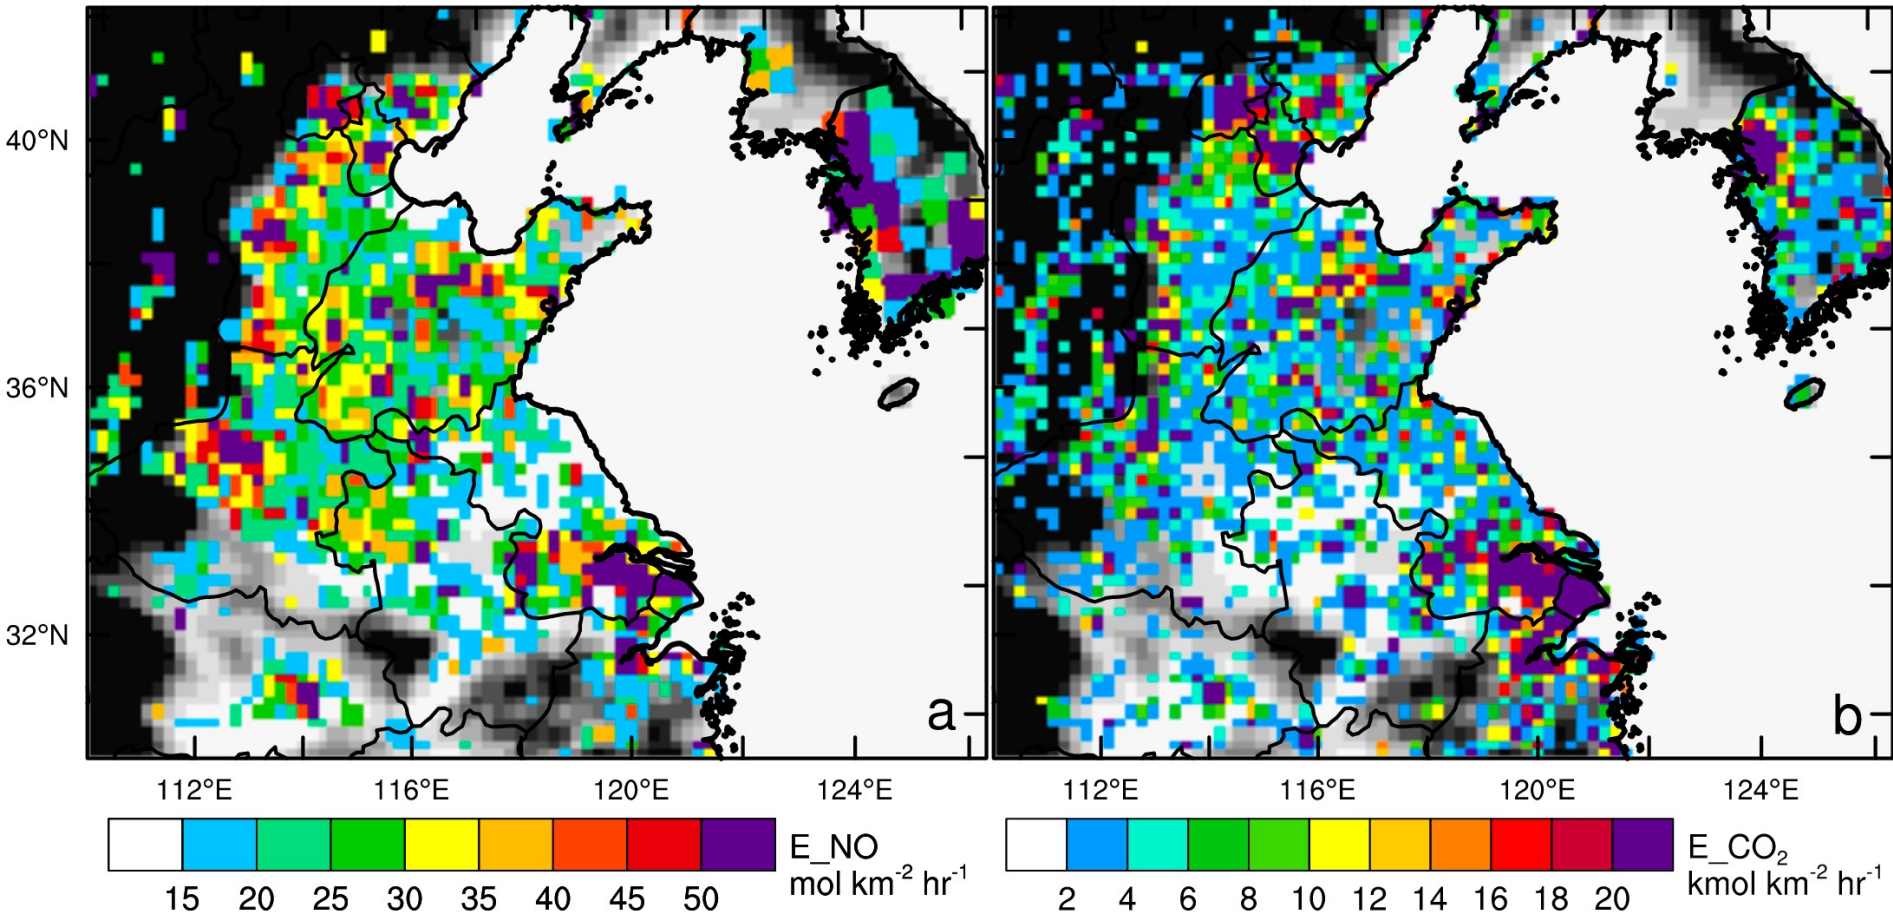 40°N
36°N
32°N
a
b
112°E 116°E 120°E 124°E
112°E 116°E 120°E 124°E
E_NO
mol km⁻² hr⁻¹
15 20 25 30 35 40 45 50
E_CO₂
kmol km⁻² hr⁻¹
2 4 6 8 10 12 14 16 18 20